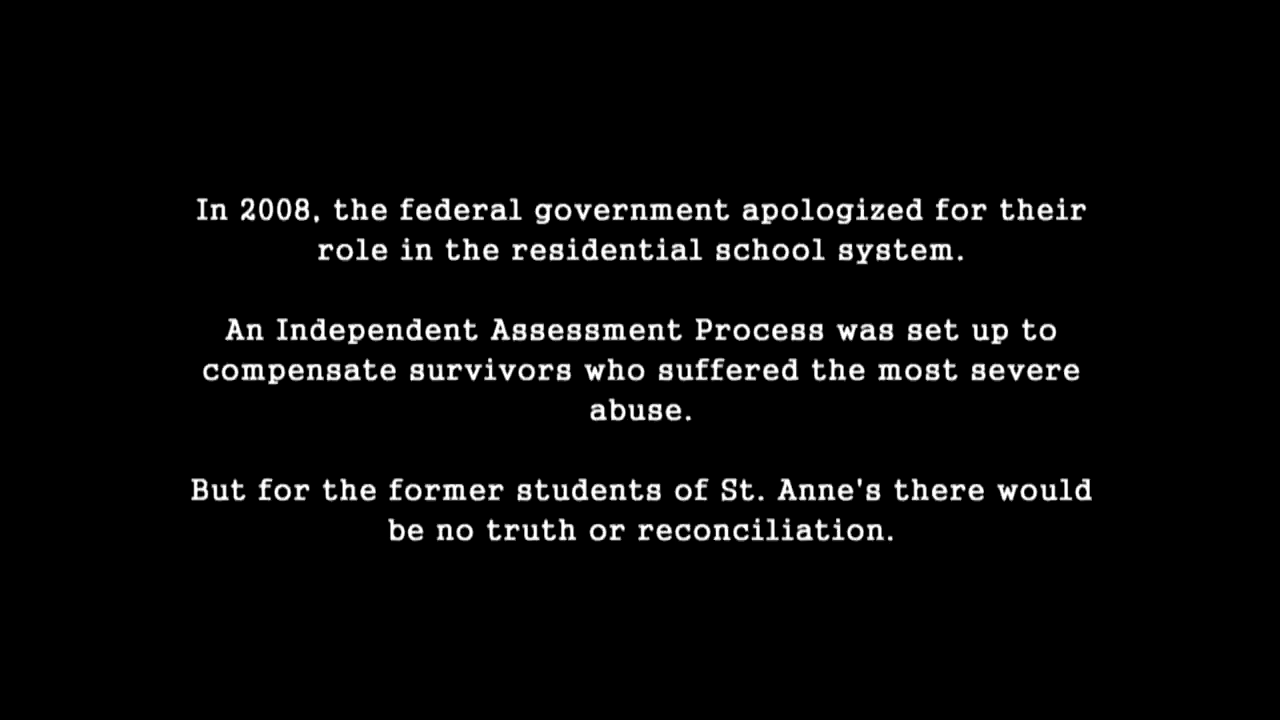 In 2008, the federal government apologized for their
role in the residential school system.
An Independent Assessment Process was set up to
compensate survivors who suffered the most severe
abuse.
But for the former students of St. Anne's there would
be no truth or reconciliation.